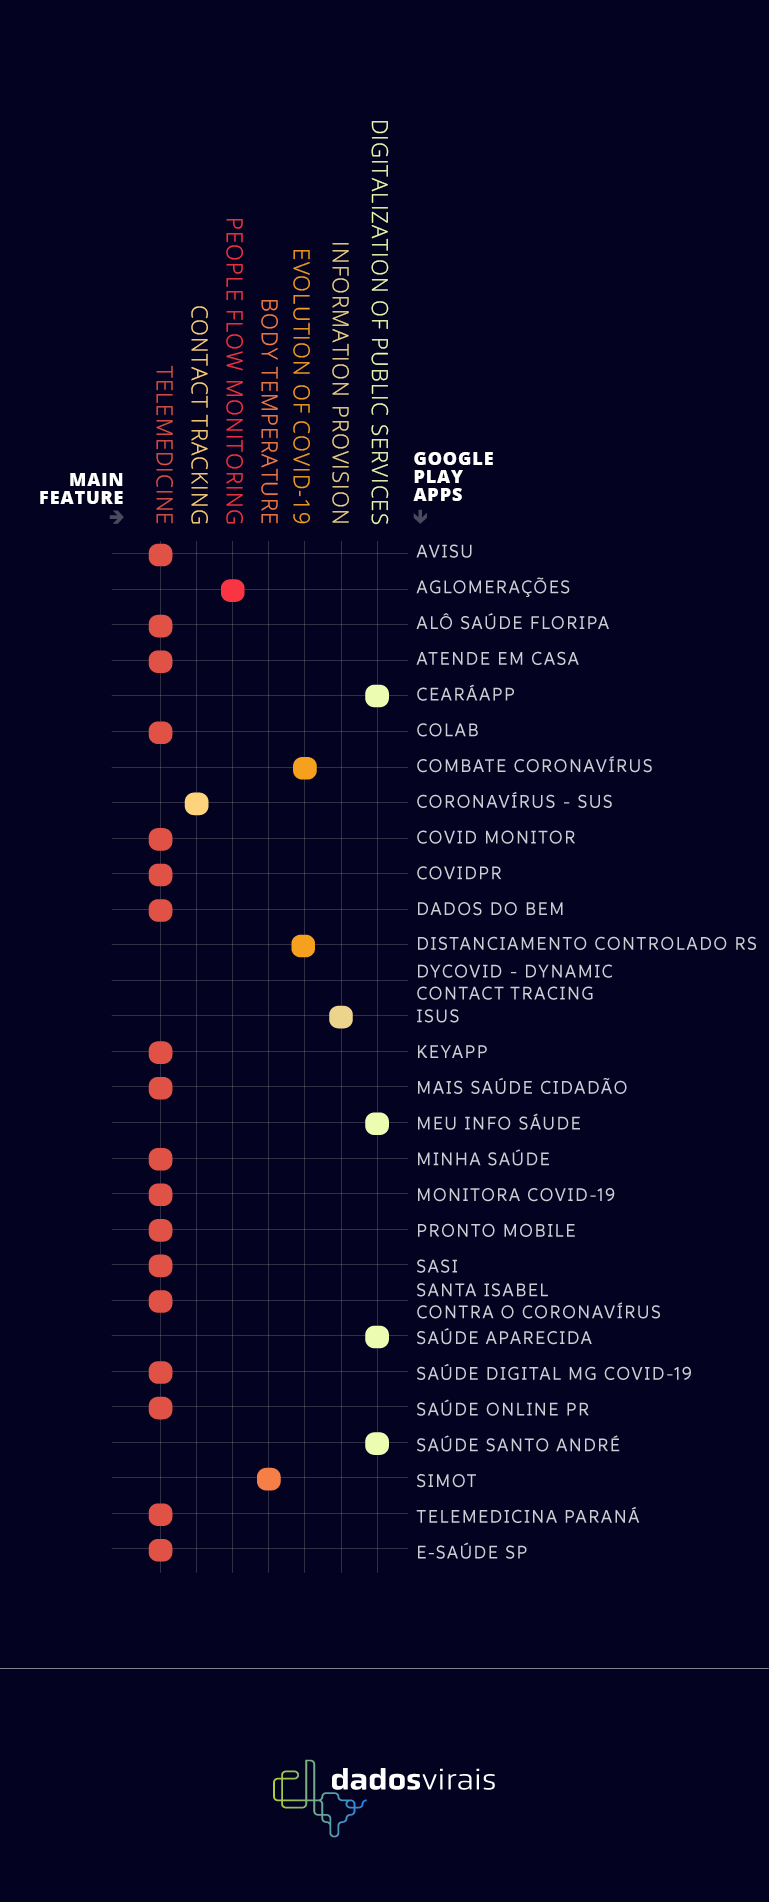 TELEMEDICINE
CONTACT TRACKING
PEOPLE FLOW MONITORING
BODY TEMPERATURE
EVOLUTION OF COVID-19
INFORMATION PROVISION
DIGITALIZATION OF PUBLIC SERVICES
MAIN
FEATURE
GOOGLE
PLAY
APPS
AVISU
AGLOMERAÇÕES
ALÔ SAÚDE FLORIPA
ATENDE EM CASA
CEARÁAPP
COLAB
COMBATE CORONAVÍRUS
CORONAVÍRUS - SUS
COVID MONITOR
COVIDPR
DADOS DO BEM
DISTANCIAMENTO CONTROLADO RS
DYCOVID - DYNAMIC
CONTACT TRACING
ISUS
KEYAPP
MAIS SAÚDE CIDADÃO
MEU INFO SÁUDE
MINHA SAÚDE
MONITORA COVID-19
PRONTO MOBILE
SASI
SANTA ISABEL
CONTRA O CORONAVÍRUS
SAÚDE APARECIDA
SAÚDE DIGITAL MG COVID-19
SAÚDE ONLINE PR
SAÚDE SANTO ANDRÉ
SIMOT
TELEMEDICINA PARANÁ
E-SAÚDE SP
dadosvirais